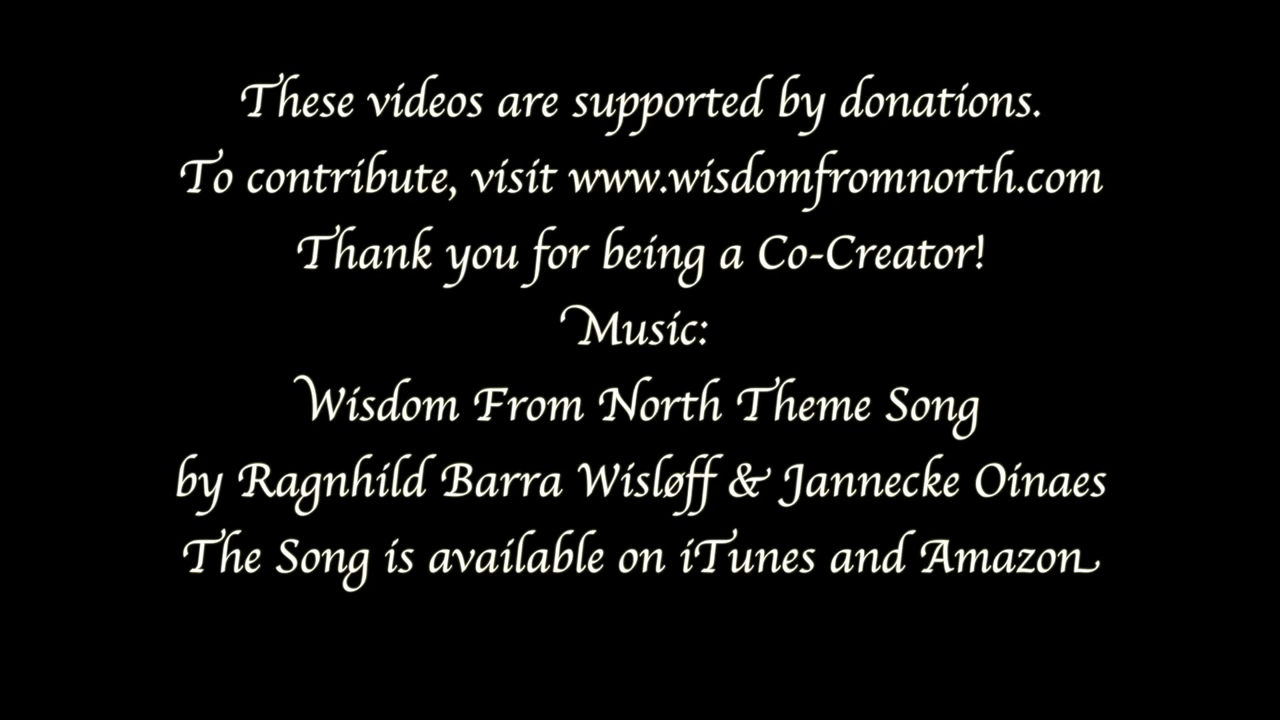 These videos are supported by donations.
To contribute, visit www.wisdomfromnorth.com
Thank you for being a Co-Creator!
Music:
Wisdom From North Theme Song
by Ragnhild Barra Wisløff & Jannecke Oinaes
The Song is available on iTunes and Amazon